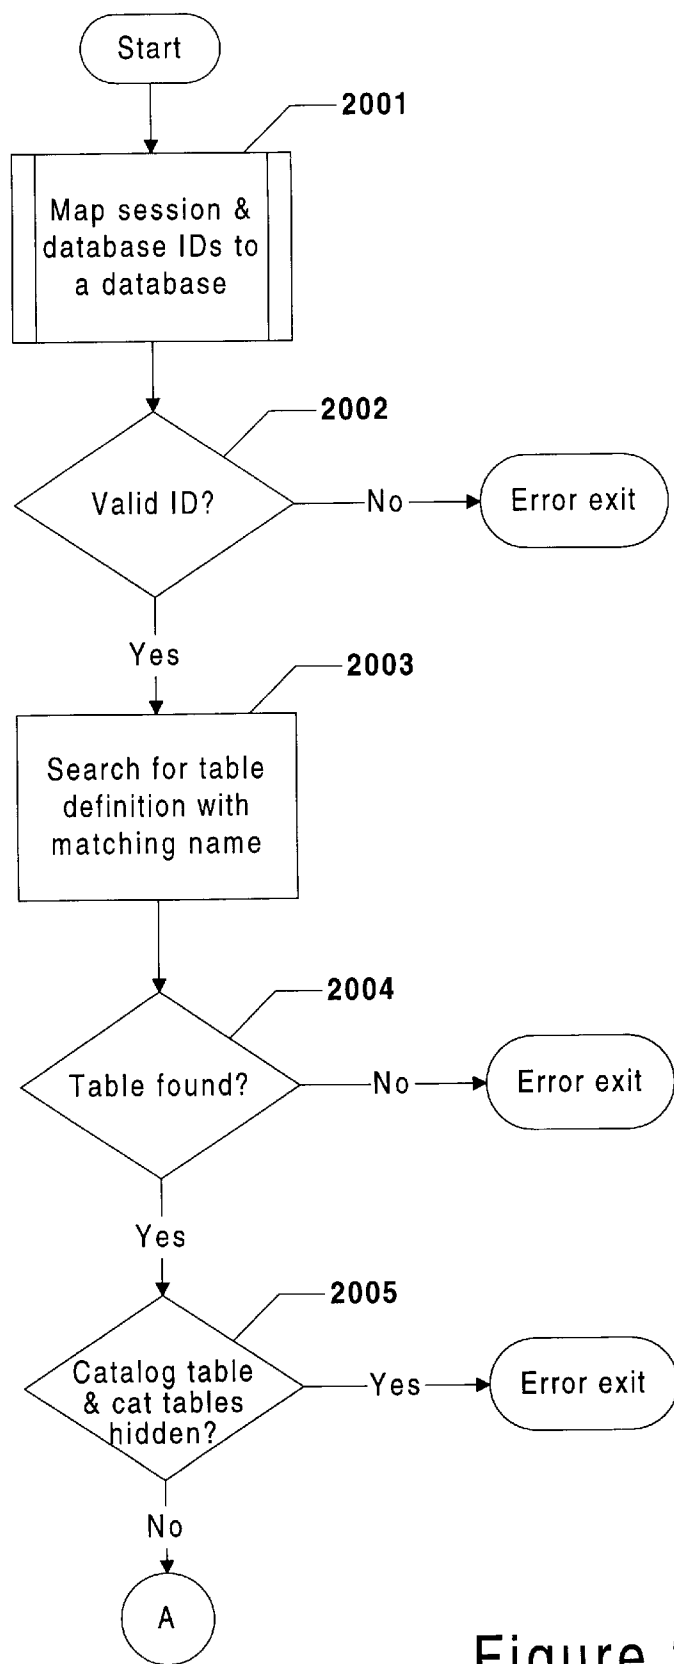 Start
2001
Map session &
database IDs to
a database
2002
Valid ID?
No
Error exit
Yes
2003
Search for table
definition with
matching name
2004
Table found?
No
Error exit
Yes
2005
Catalog table
& cat tables
hidden?
Yes
Error exit
No
A
Figure